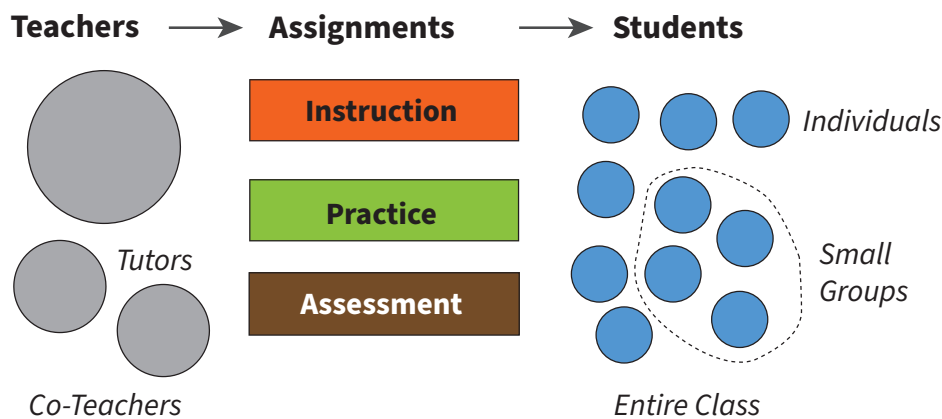 Teachers Assignments Students
Instruction
Individuals
Practice
Tutors
Small
Groups
Assessment
Co-Teachers
Entire Class